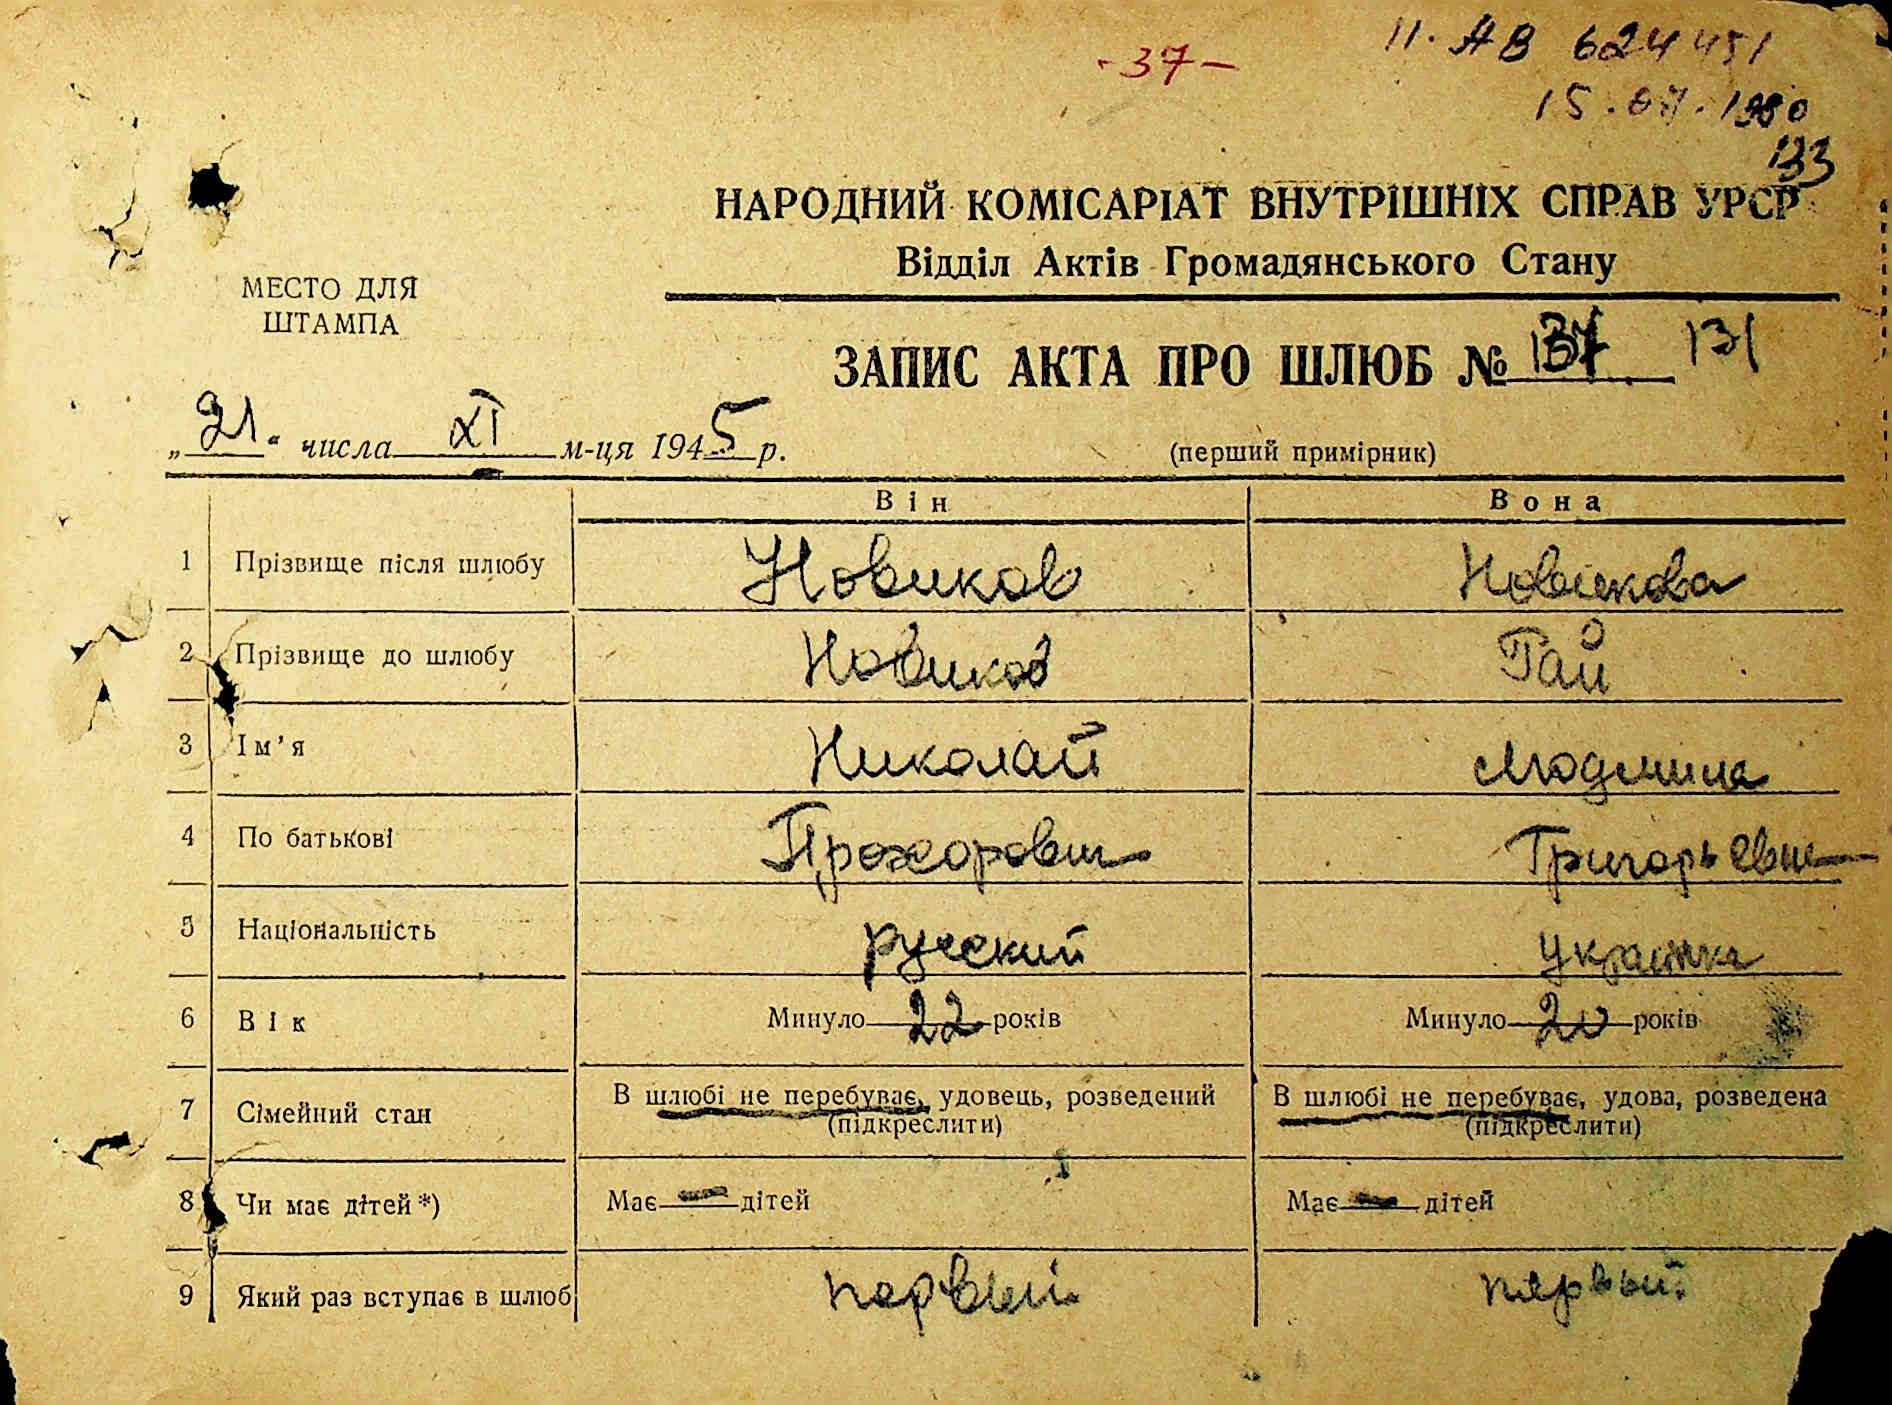 -37-
11. АВ 624451
15.07.1980
133
НАРОДНИЙ КОМІСАРІАТ ВНУТРІШНІХ СПРАВ УРСР
Відділ Актів Громадянського Стану
МЕСТО ДЛЯ
ШТАМПА
ЗАПИС АКТА ПРО ШЛЮБ № 131
„21“ числа XI м-ця 1945 р.
(перший примірник)
Він Вона
1 Прізвище після шлюбу Новиков Новикова
2 Прізвище до шлюбу Новиков Гай
3 Ім’я Николай Людмила
4 По батькові Прохорович Григорьевна
5 Національність русский украинка
6 Вік Минуло 22 років Минуло 20 років
7 Сімейний стан В шлюбі не перебуває, удовець, розведений В шлюбі не перебуває, удова, розведена
(підкреслити) (підкреслити)
8 Чи має дітей*) Має — дітей Має — дітей
9 Який раз вступає в шлюб первый первый